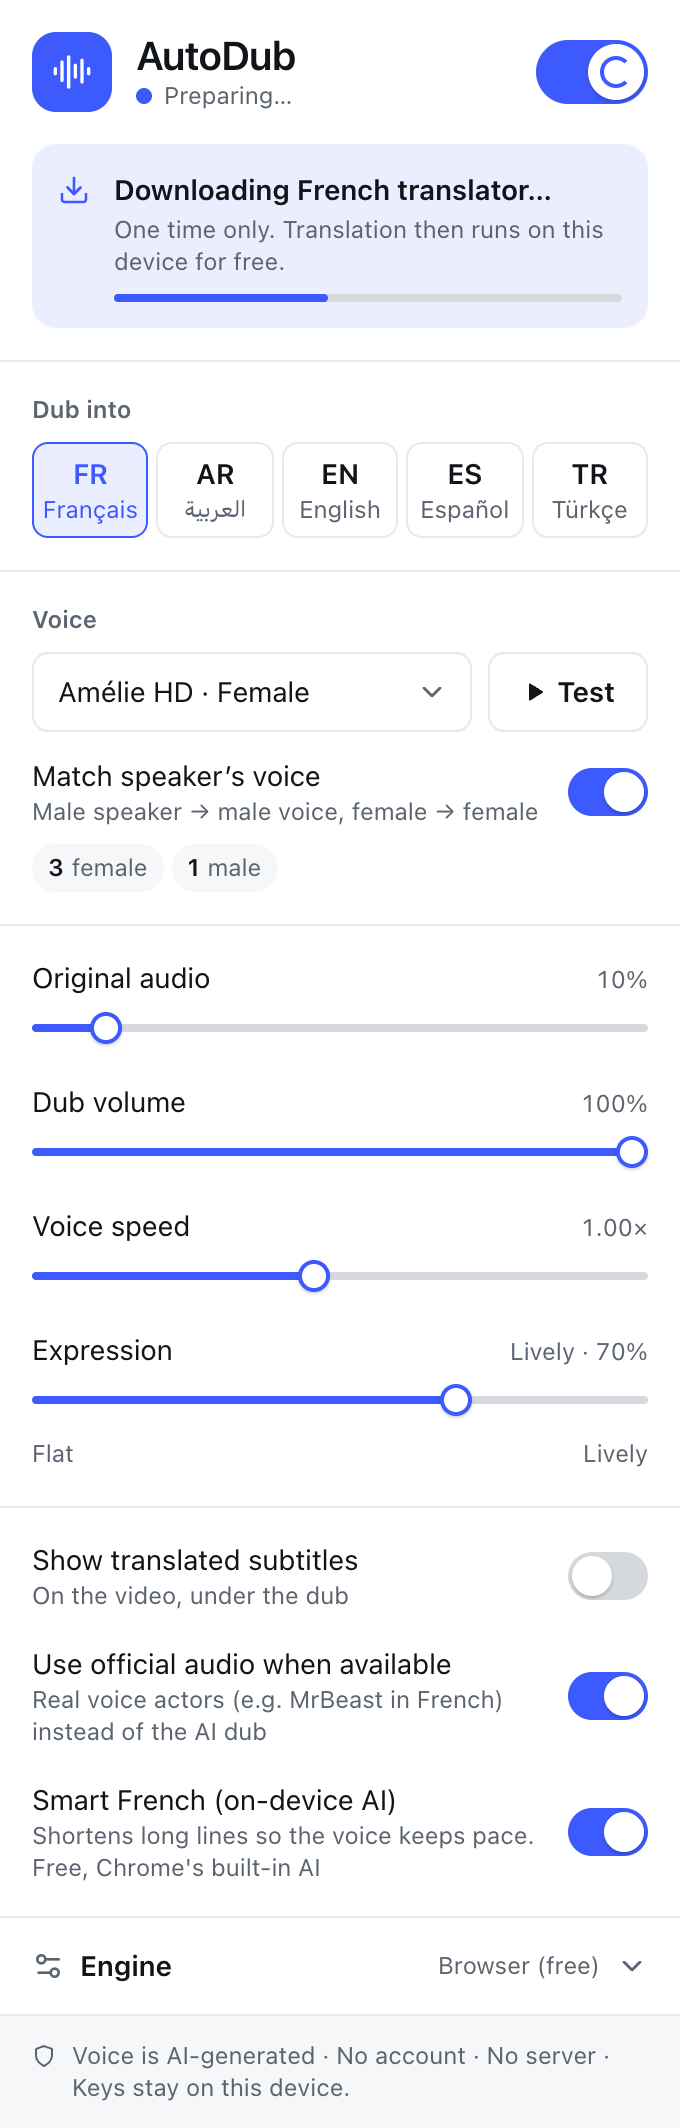 AutoDub
Preparing...
Downloading French translator...
One time only. Translation then runs on this
device for free.
Dub into
FR
Français
AR
العربية
EN
English
ES
Español
TR
Türkçe
Voice
Amélie HD · Female
Test
Match speaker’s voice
Male speaker → male voice, female → female
3 female
1 male
Original audio
10%
Dub volume
100%
Voice speed
1.00×
Expression
Lively · 70%
Flat
Lively
Show translated subtitles
On the video, under the dub
Use official audio when available
Real voice actors (e.g. MrBeast in French)
instead of the AI dub
Smart French (on-device AI)
Shortens long lines so the voice keeps pace.
Free, Chrome's built-in AI
Engine
Browser (free)
Voice is AI-generated · No account · No server ·
Keys stay on this device.